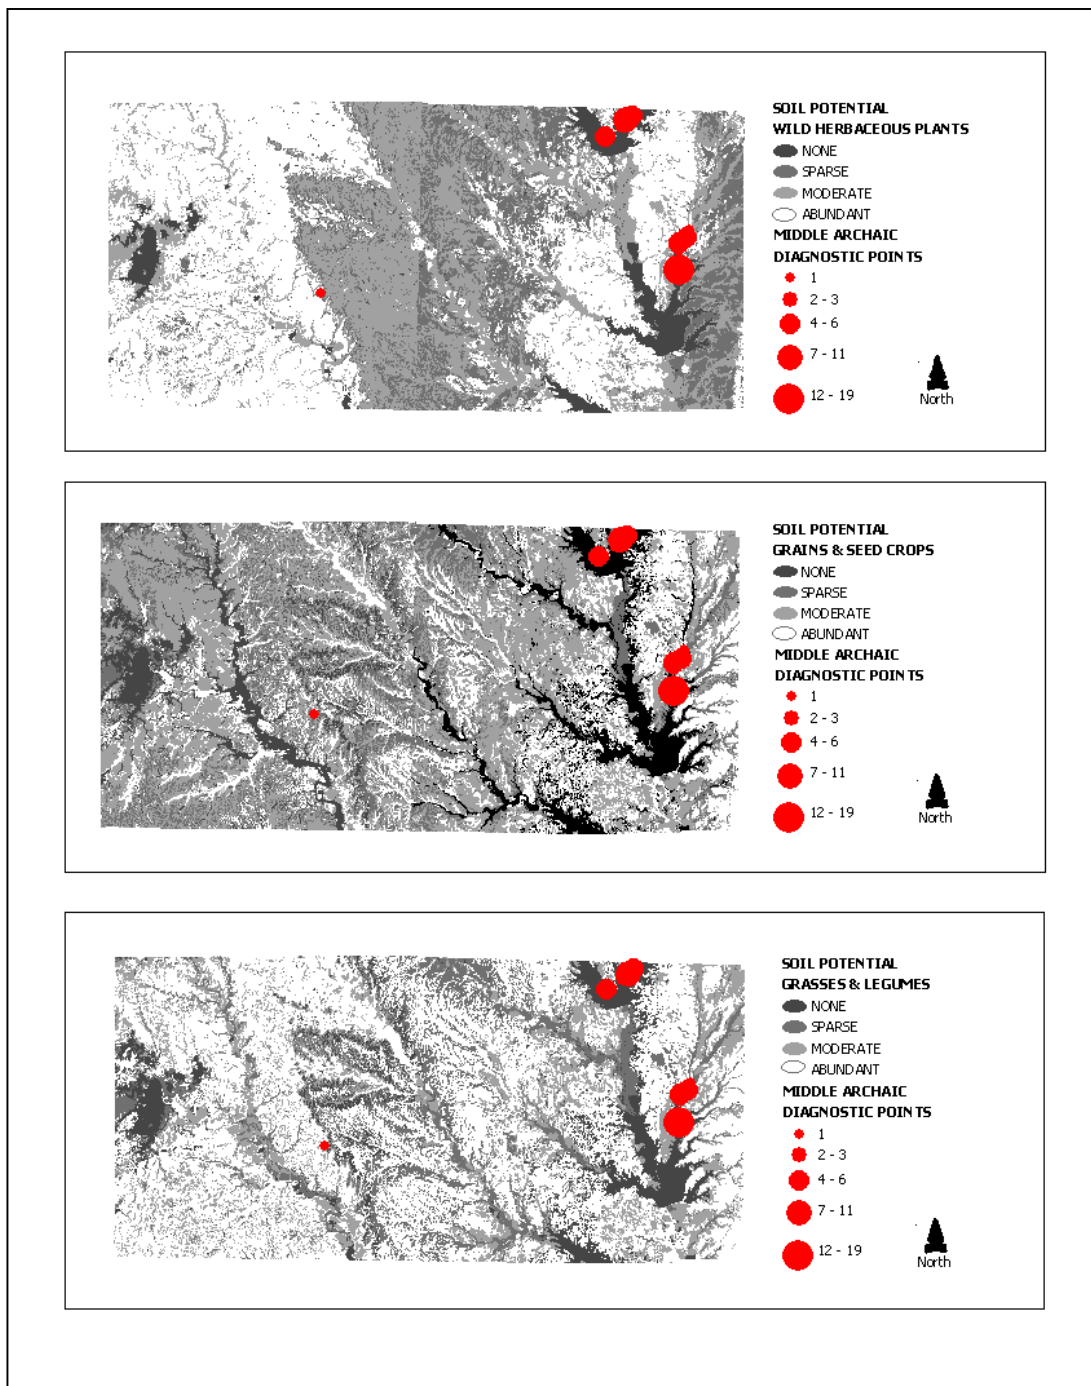 SOIL POTENTIAL
WILD HERBACEOUS PLANTS
NONE
SPARSE
MODERATE
ABUNDANT
MIDDLE ARCHAIC
DIAGNOSTIC POINTS
1
2 - 3
4 - 6
7 - 11
12 - 19
North
SOIL POTENTIAL
GRAINS & SEED CROPS
NONE
SPARSE
MODERATE
ABUNDANT
MIDDLE ARCHAIC
DIAGNOSTIC POINTS
1
2 - 3
4 - 6
7 - 11
12 - 19
North
SOIL POTENTIAL
GRASSES & LEGUMES
NONE
SPARSE
MODERATE
ABUNDANT
MIDDLE ARCHAIC
DIAGNOSTIC POINTS
1
2 - 3
4 - 6
7 - 11
12 - 19
North